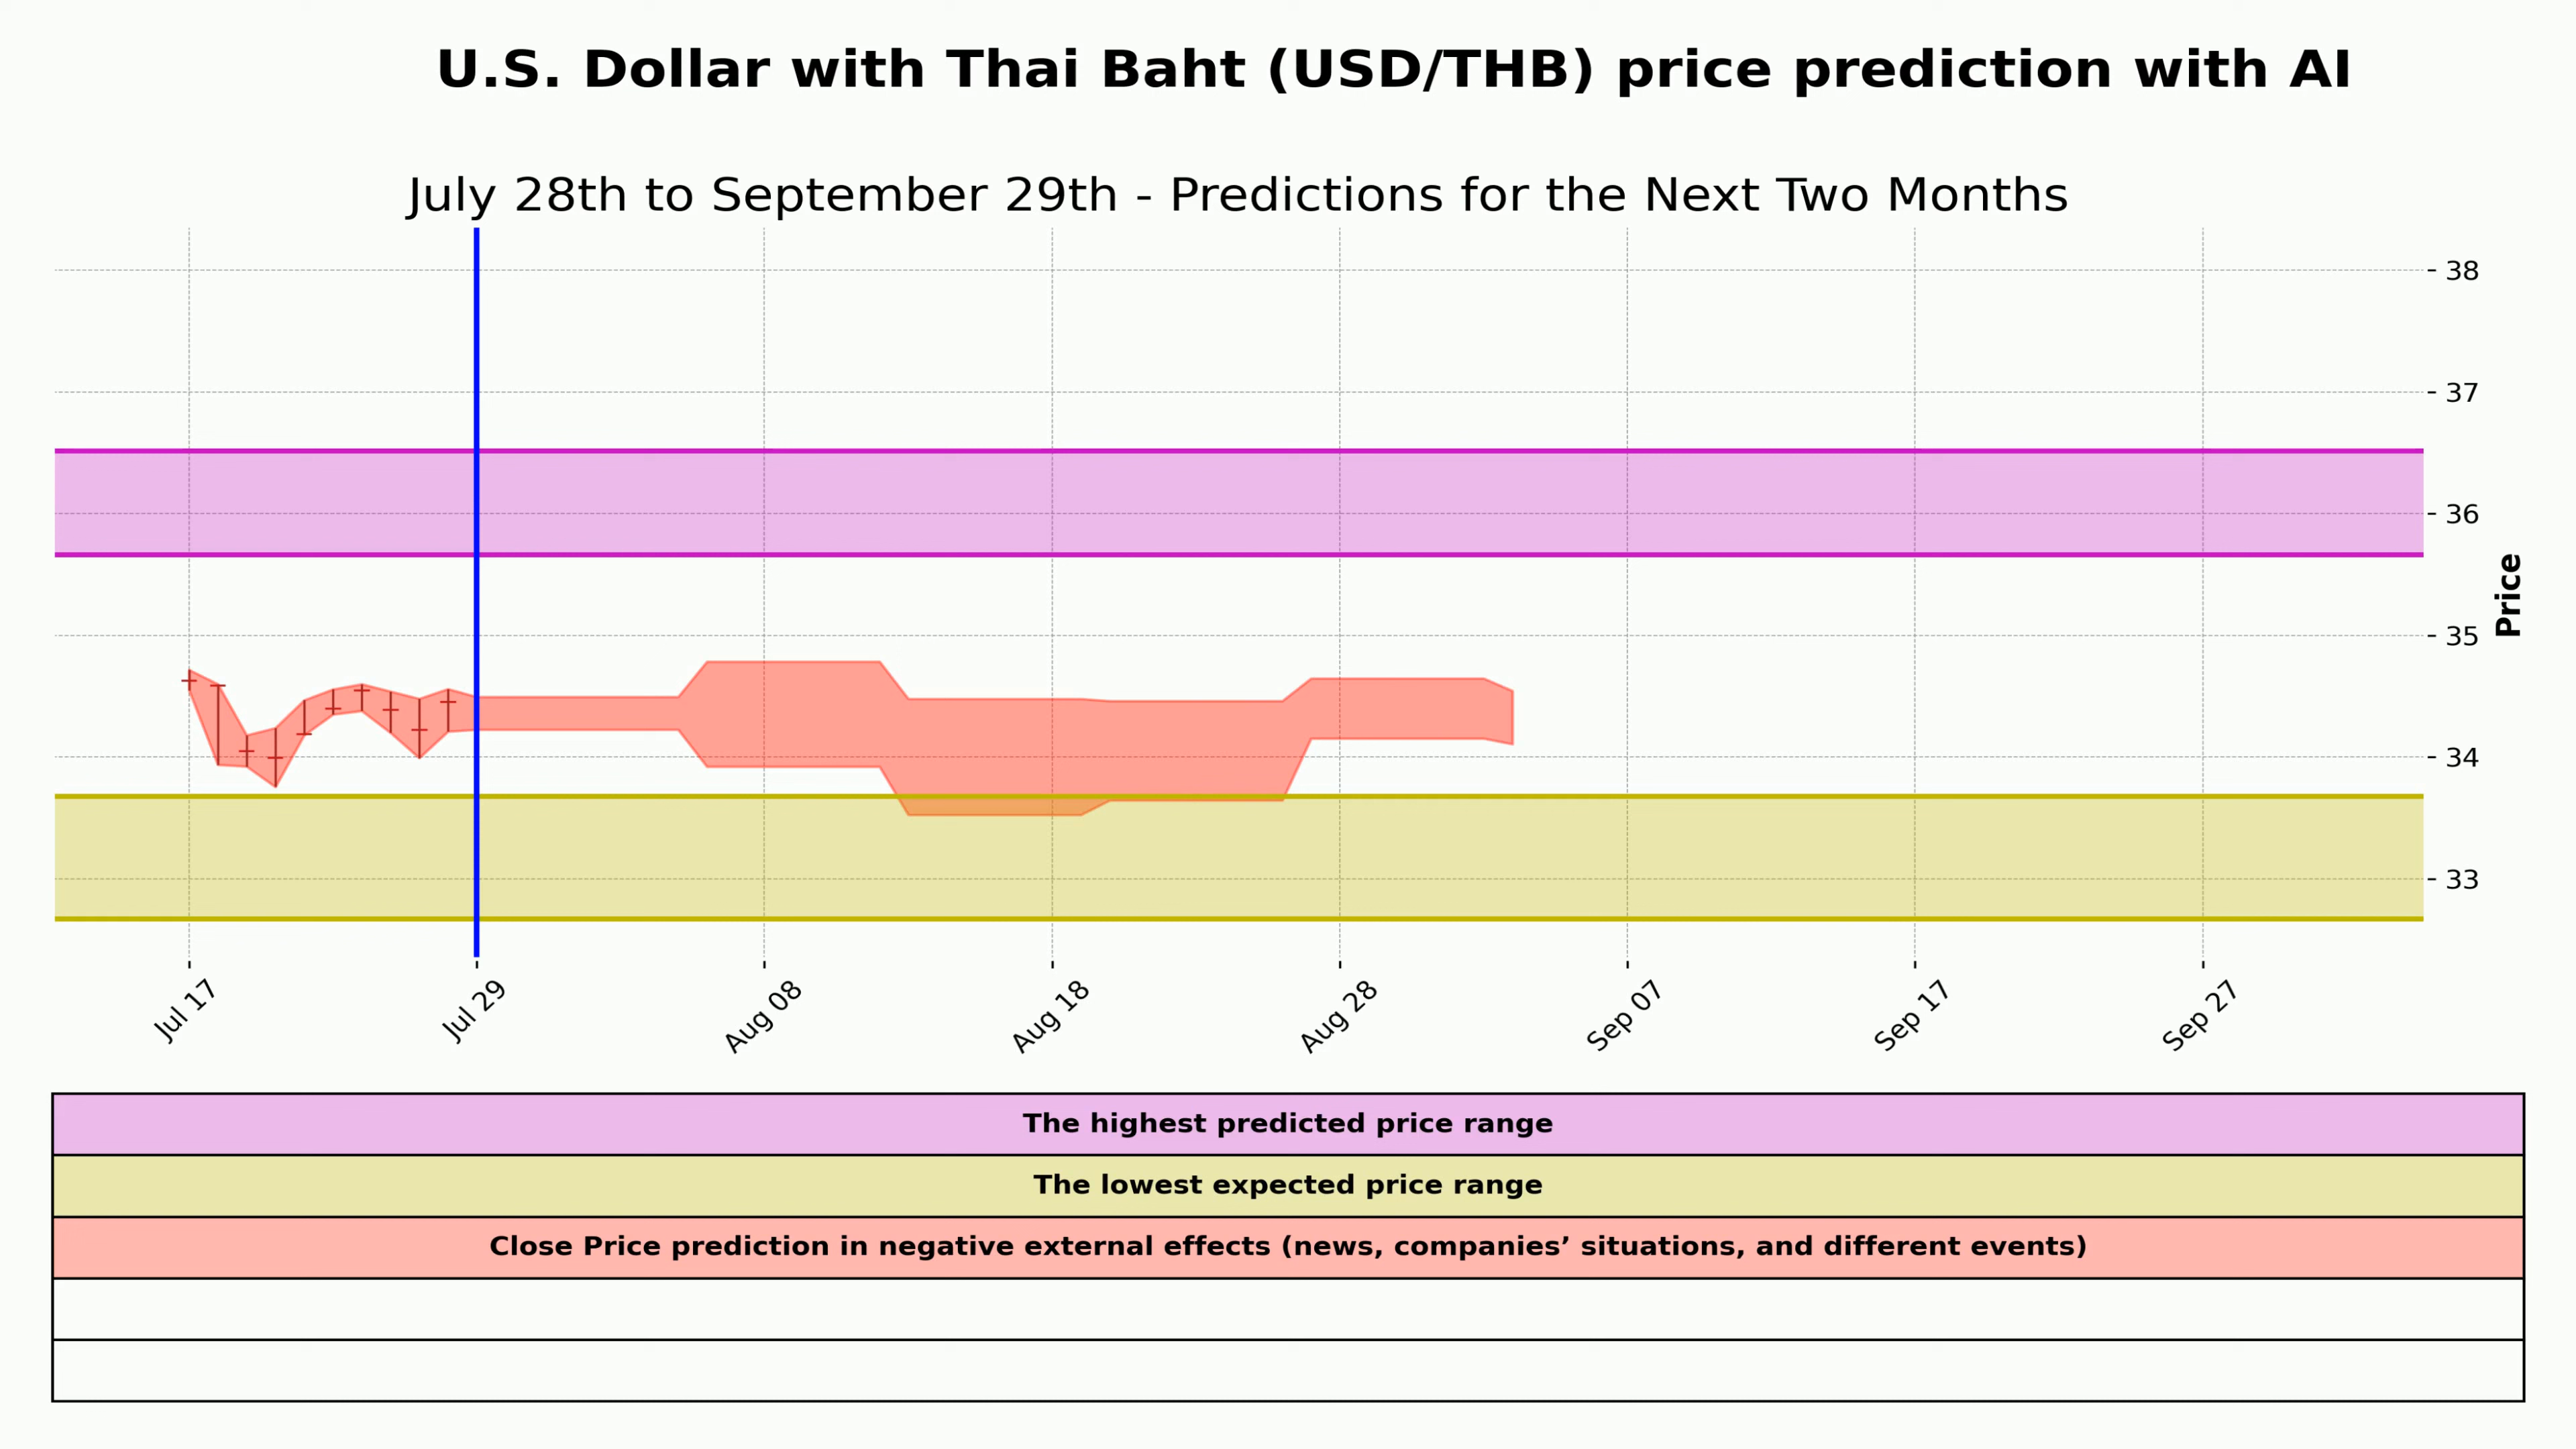 U.S. Dollar with Thai Baht (USD/THB) price prediction with AI
July 28th to September 29th - Predictions for the Next Two Months
38
37
36
35
34
33
Price
Jul 17
Jul 29
Aug 08
Aug 18
Aug 28
Sep 07
Sep 17
Sep 27
The highest predicted price range
The lowest expected price range
Close Price prediction in negative external effects (news, companies’ situations, and different events)